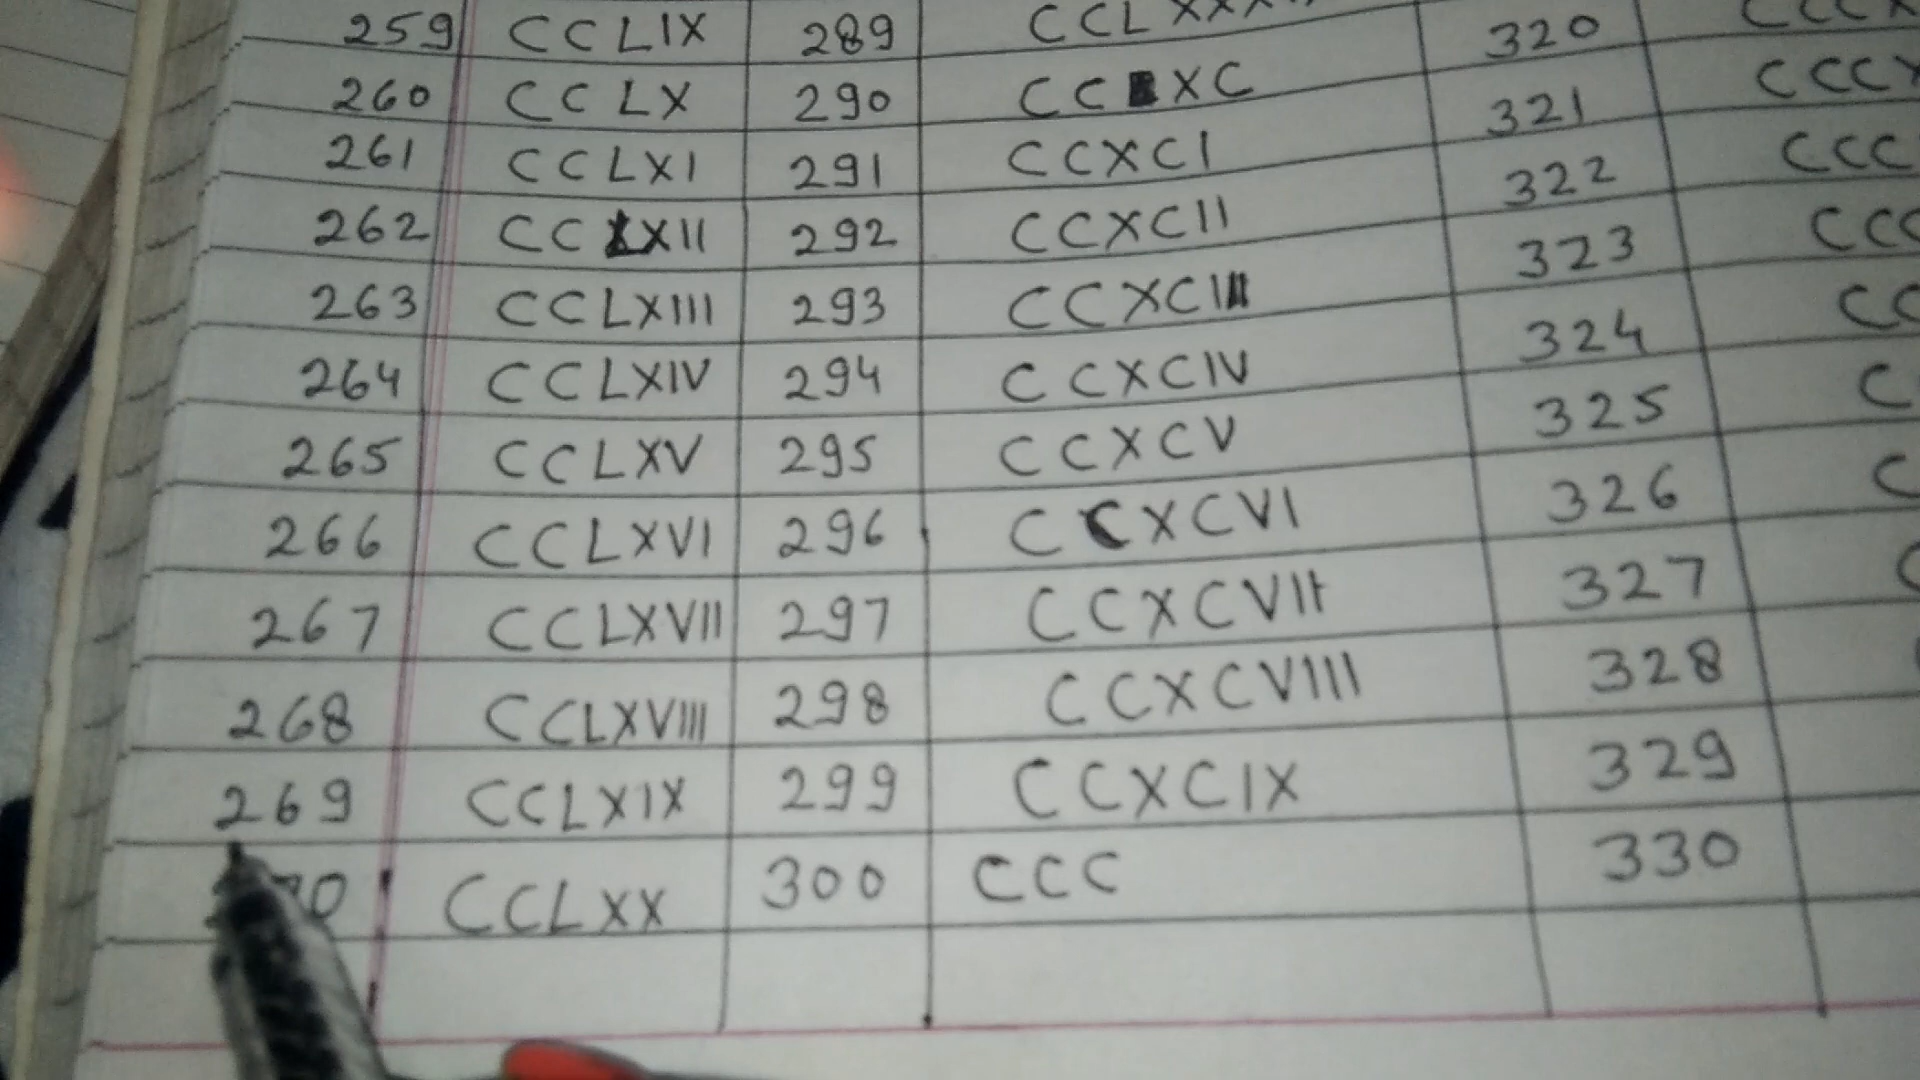 259 CCLIX 289 320
260 CCLX 290 CCXC 321
261 CCLXI 291 CCXCI 322
262 CCLXII 292 CCXCII 323
263 CCLXIII 293 CCXCIII 324
264 CCLXIV 294 CCXCIV 325
265 CCLXV 295 CCXCV 326
266 CCLXVI 296 CCXCVI 327
267 CCLXVII 297 CCXCVII 328
268 CCLXVIII 298 CCXCVIII 329
269 CCLXIX 299 CCXCIX 330
CCLXX 300 CCC